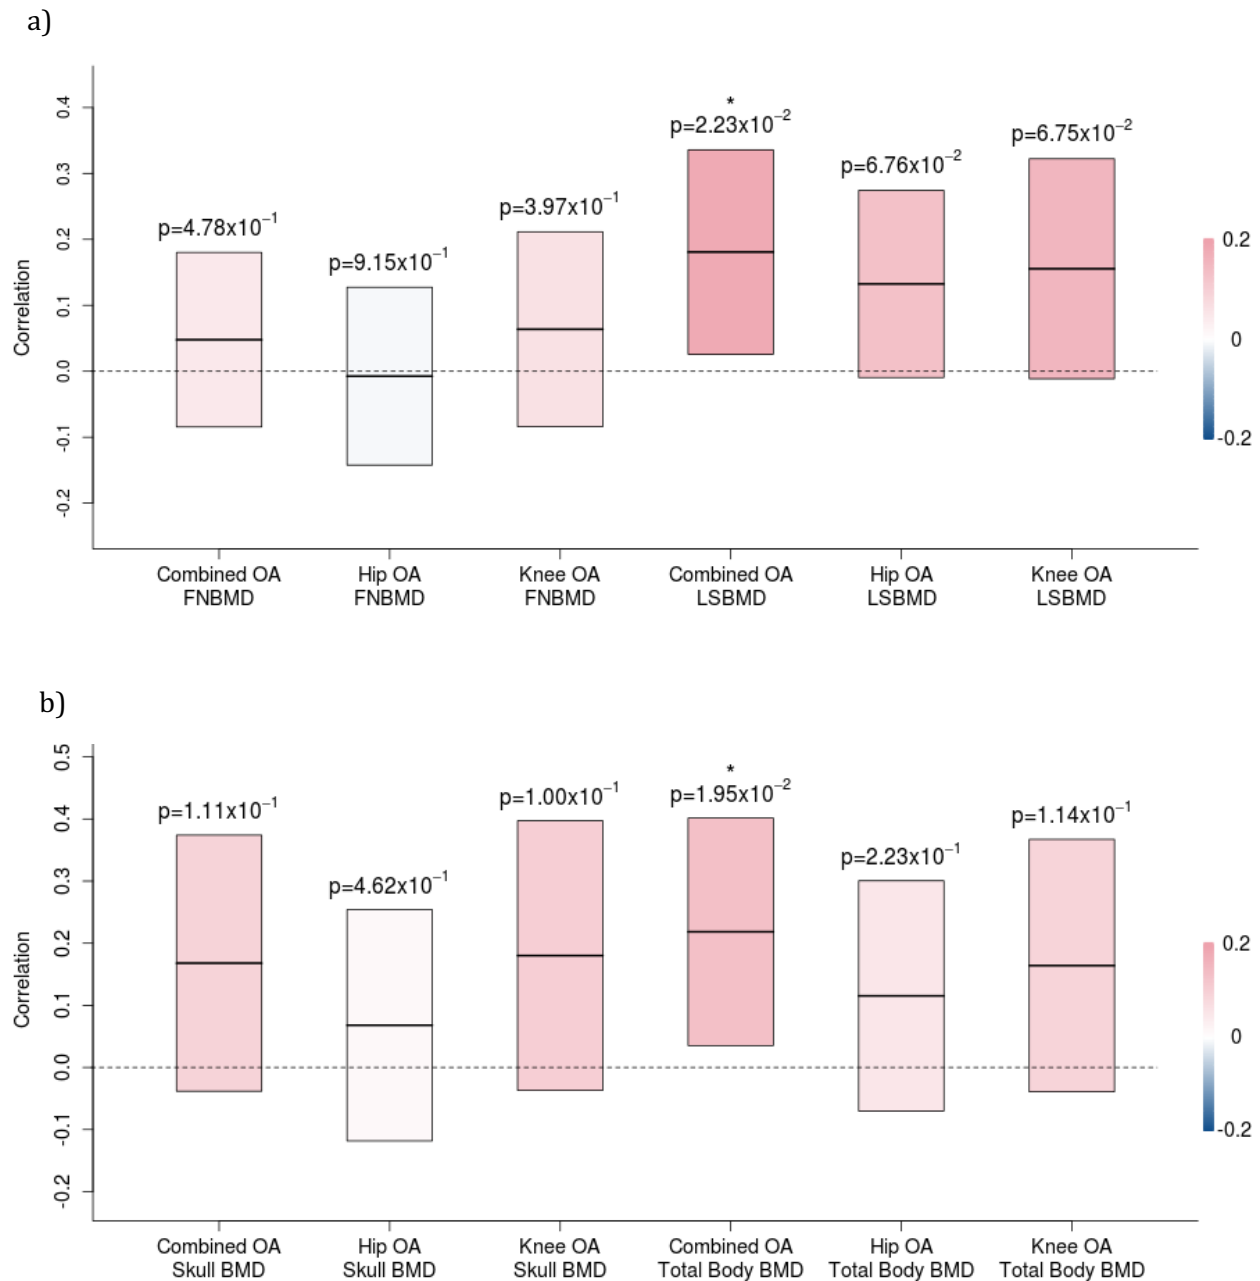 a)
Correlation
0.4
0.3
0.2
0.1
0.0
-0.1
-0.2
p=4.78x10⁻¹
p=9.15x10⁻¹
p=3.97x10⁻¹
*
p=2.23x10⁻²
p=6.76x10⁻²
p=6.75x10⁻²
Combined OA
FNBMD
Hip OA
FNBMD
Knee OA
FNBMD
Combined OA
LSBMD
Hip OA
LSBMD
Knee OA
LSBMD
0.2
0
-0.2
b)
Correlation
0.5
0.4
0.3
0.2
0.1
0.0
-0.1
-0.2
p=1.11x10⁻¹
p=4.62x10⁻¹
p=1.00x10⁻¹
*
p=1.95x10⁻²
p=2.23x10⁻¹
p=1.14x10⁻¹
Combined OA
Skull BMD
Hip OA
Skull BMD
Knee OA
Skull BMD
Combined OA
Total Body BMD
Hip OA
Total Body BMD
Knee OA
Total Body BMD
0.2
0
-0.2